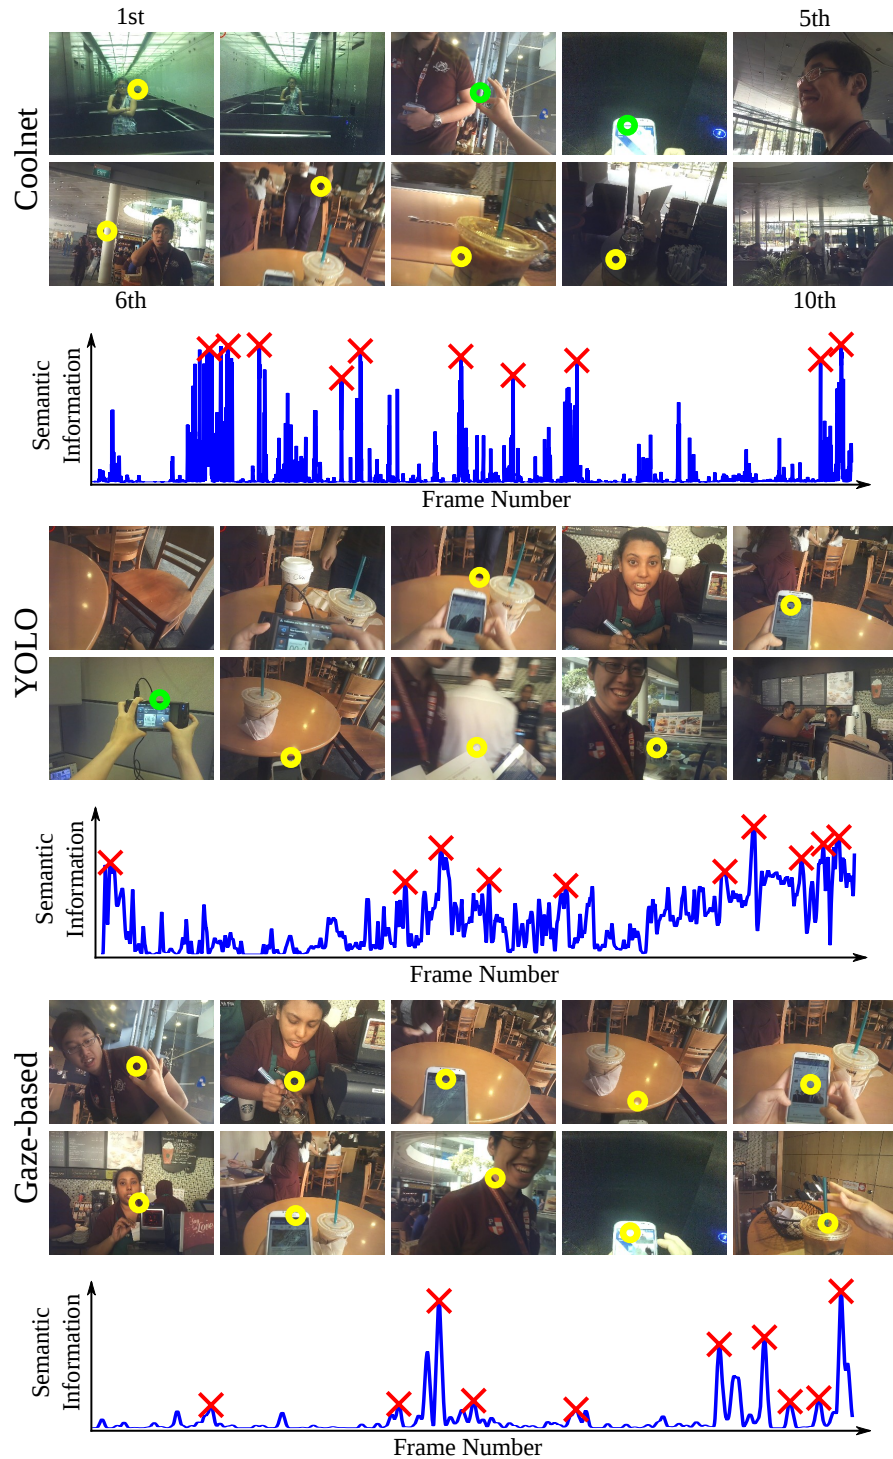 1st
5th
Coolnet
6th
10th
Semantic
Information
Frame Number
YOLO
Semantic
Information
Frame Number
Gaze-based
Semantic
Information
Frame Number